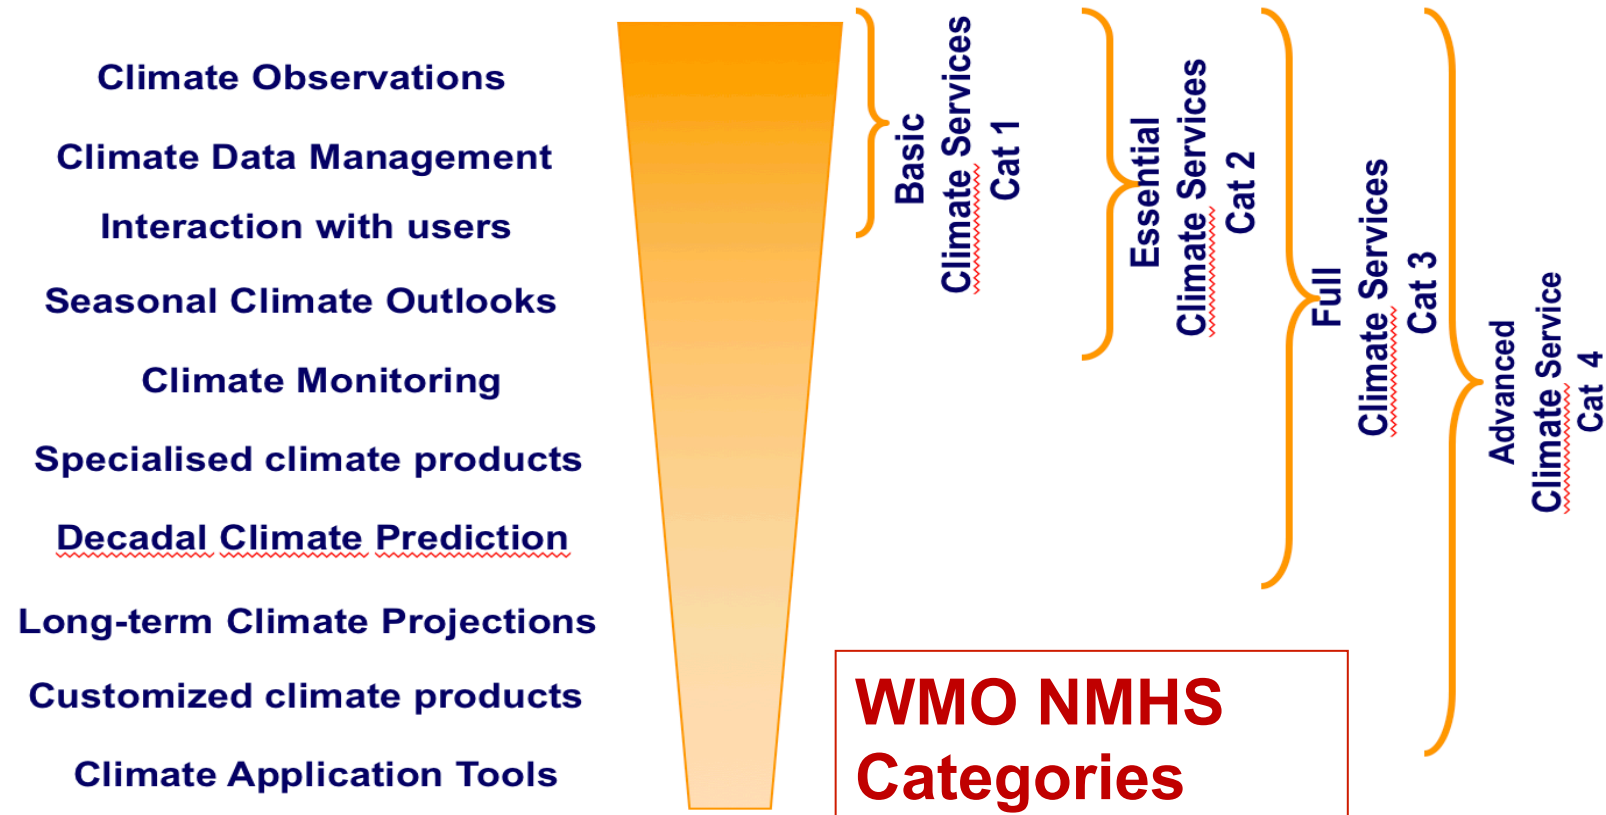 Climate Observations
Climate Data Management
Interaction with users
Seasonal Climate Outlooks
Climate Monitoring
Specialised climate products
Decadal Climate Prediction
Long-term Climate Projections
Customized climate products
Climate Application Tools
Basic
Climate Services
Cat 1
Essential
Climate Services
Cat 2
Full
Climate Services
Cat 3
Advanced
Climate Service
Cat 4
WMO NMHS
Categories